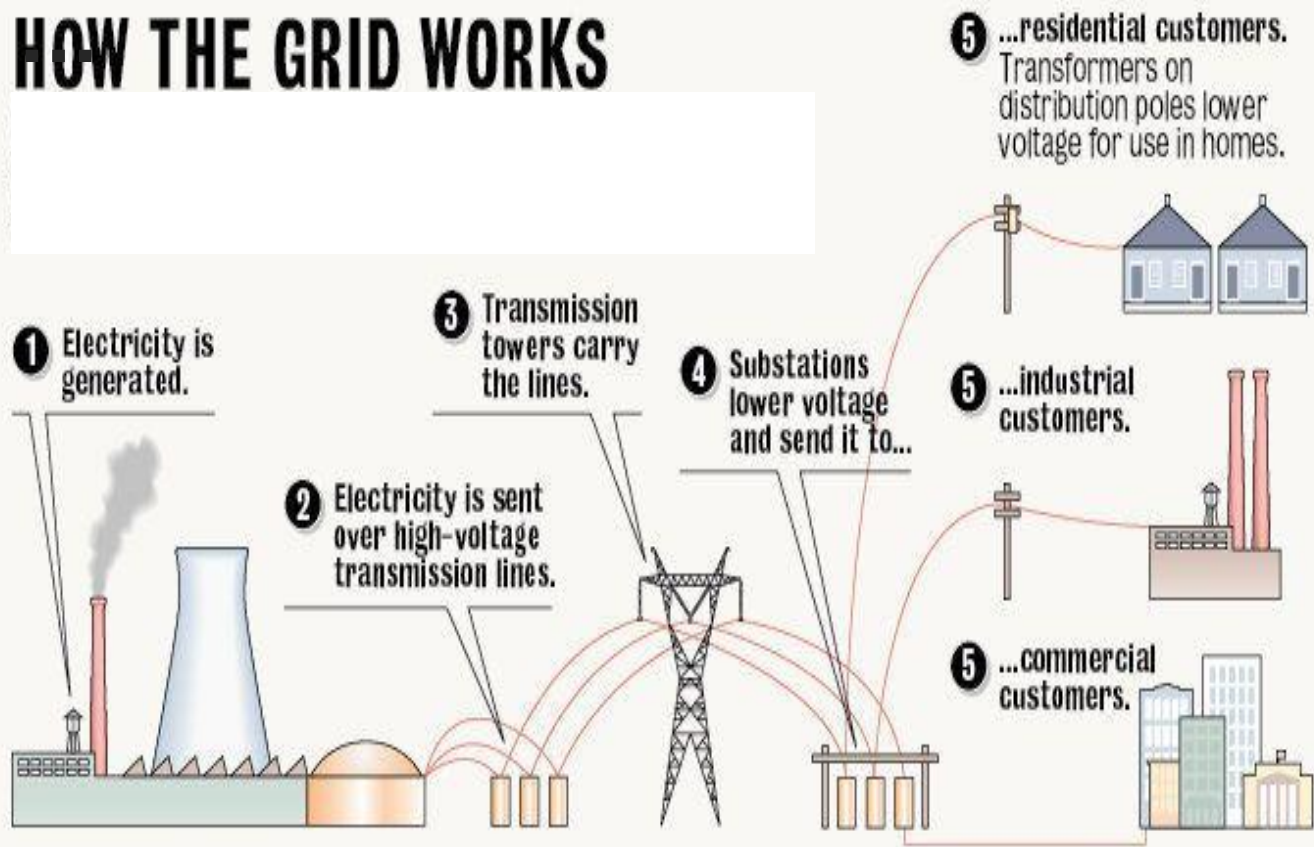 HOW THE GRID WORKS
1 Electricity is
generated.
2 Electricity is sent
over high-voltage
transmission lines.
3 Transmission
towers carry
the lines.
4 Substations
lower voltage
and send it to...
5 ...residential customers.
Transformers on
distribution poles lower
voltage for use in homes.
5 ...industrial
customers.
5 ...commercial
customers.